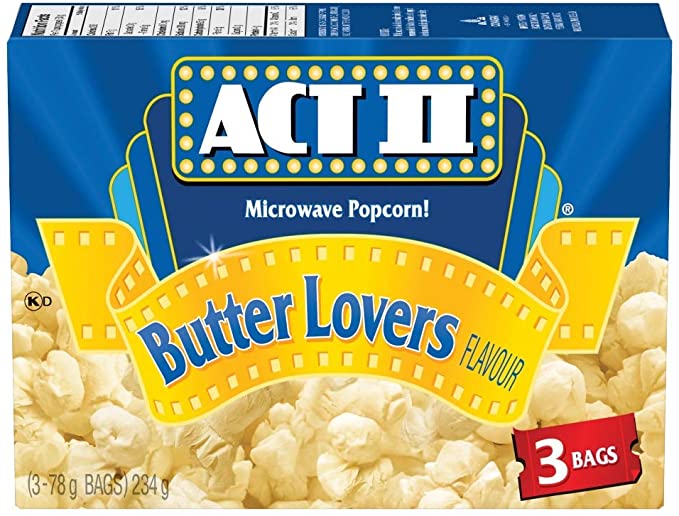 ACT II
Microwave Popcorn!
®
Butter Lovers
FLAVOUR
K D
3 BAGS
(3-78 g BAGS) 234 g